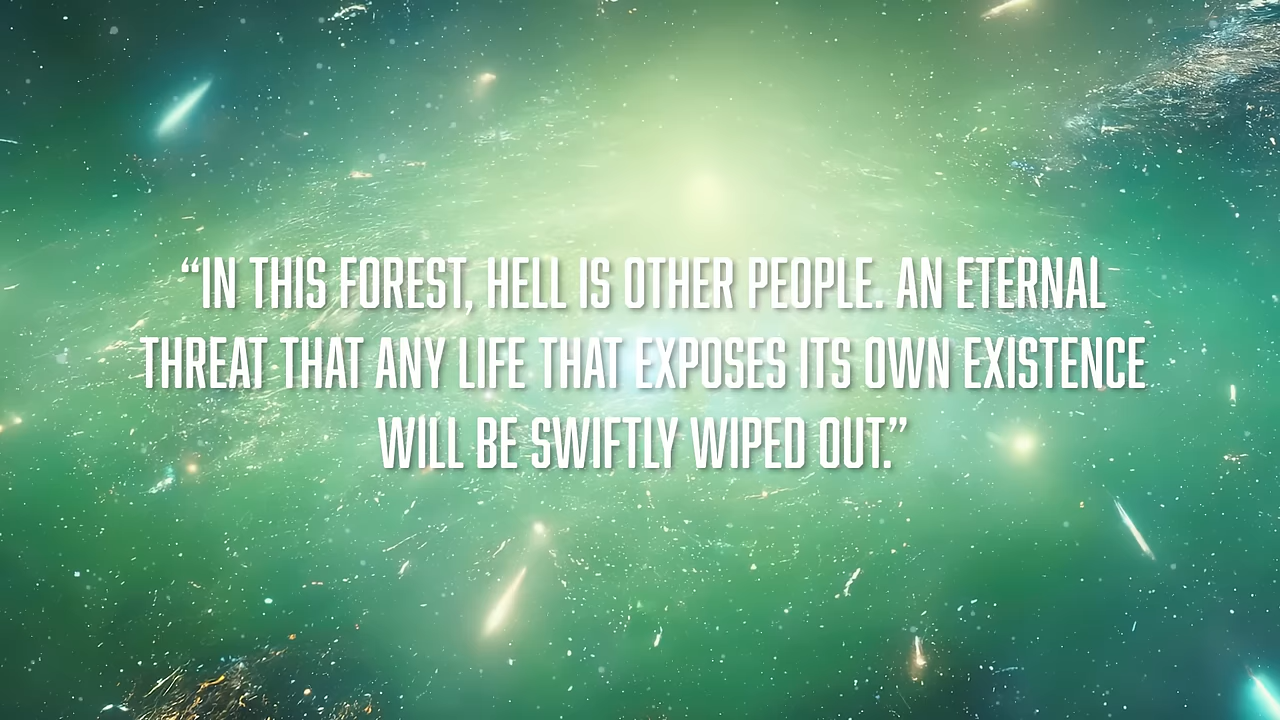 “IN THIS FOREST, HELL IS OTHER PEOPLE. AN ETERNAL
THREAT THAT ANY LIFE THAT EXPOSES ITS OWN EXISTENCE
WILL BE SWIFTLY WIPED OUT.”